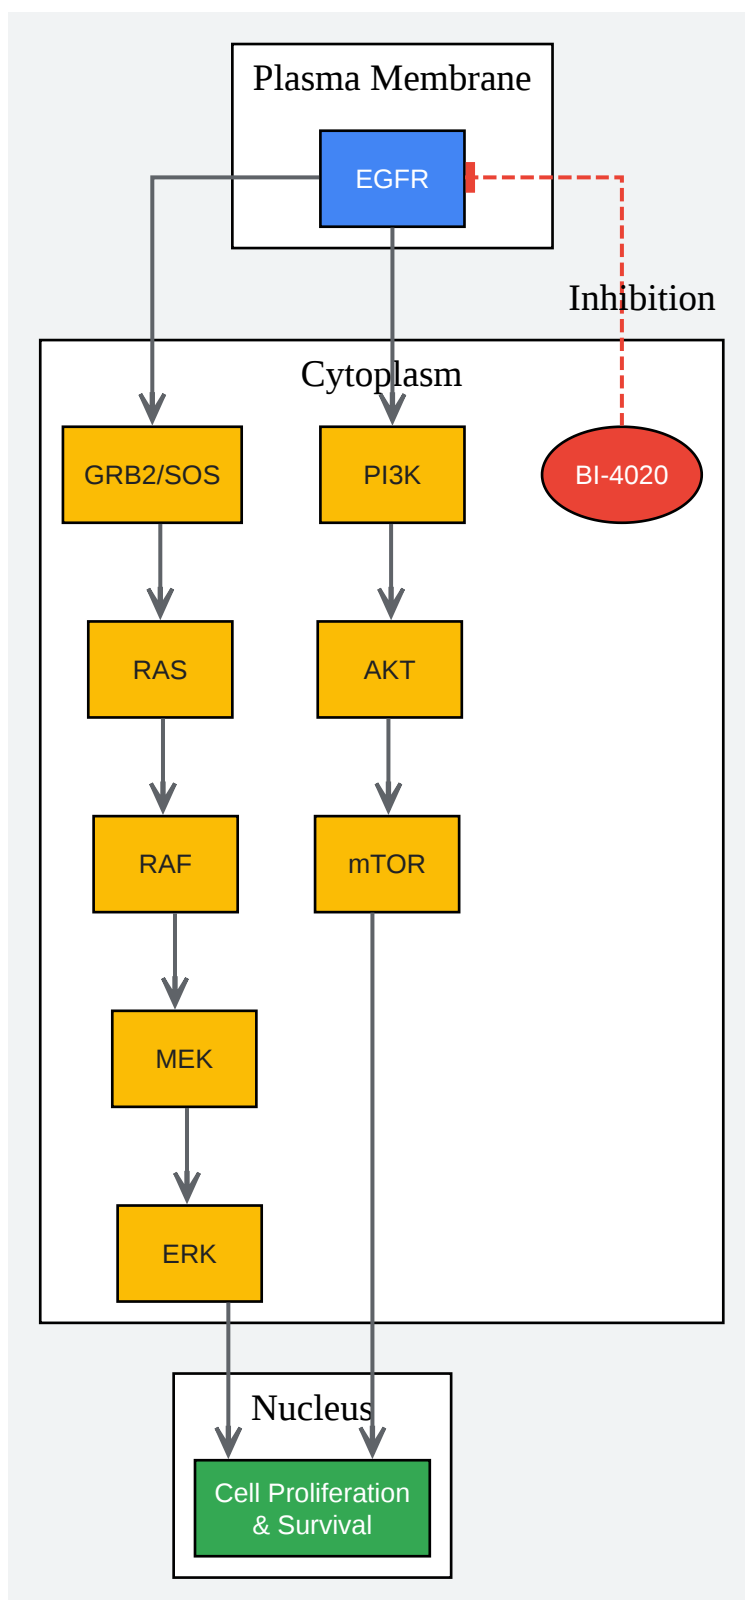 Plasma Membrane
EGFR
Inhibition
Cytoplasm
GRB2/SOS
PI3K
BI-4020
RAS
AKT
RAF
mTOR
MEK
ERK
Nucleus
Cell Proliferation
& Survival